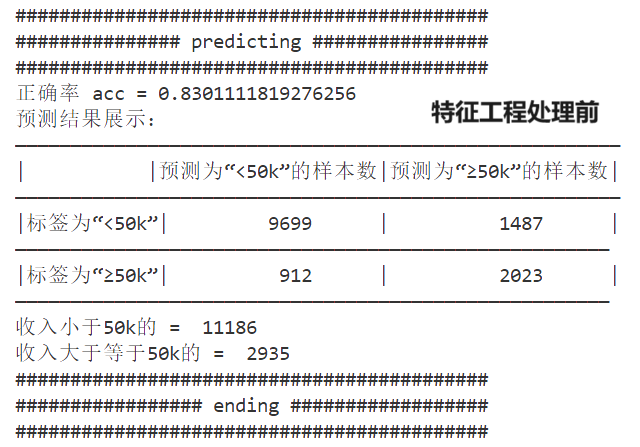 ###########################################
############### predicting ################
###########################################
正确率 acc = 0.8301111819276256
特征工程处理前
预测结果展示：
———————————————————————————————————————————————————————
|           |预测为“<50k”的样本数|预测为“≥50k”的样本数|
———————————————————————————————————————————————————————
|标签为“<50k”|         9699      |          1487          |
——————————————————————————————————————————————————————
|标签为“≥50k”|          912      |          2023          |
——————————————————————————————————————————————————————
收入小于50k的 =  11186
收入大于等于50k的 =  2935
###########################################
################# ending ##################
###########################################